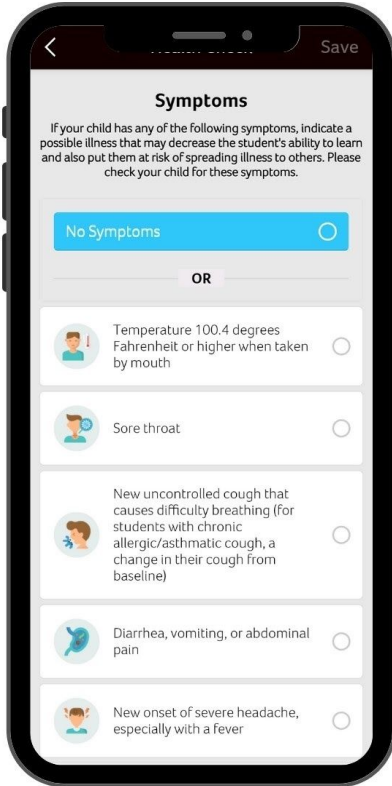 Save
Symptoms
If your child has any of the following symptoms, indicate a
possible illness that may decrease the student's ability to learn
and also put them at risk of spreading illness to others. Please
check your child for these symptoms.
No Symptoms
OR
Temperature 100.4 degrees
Fahrenheit or higher when taken
by mouth
Sore throat
New uncontrolled cough that
causes difficulty breathing (for
students with chronic
allergic/asthmatic cough, a
change in their cough from
baseline)
Diarrhea, vomiting, or abdominal
pain
New onset of severe headache,
especially with a fever